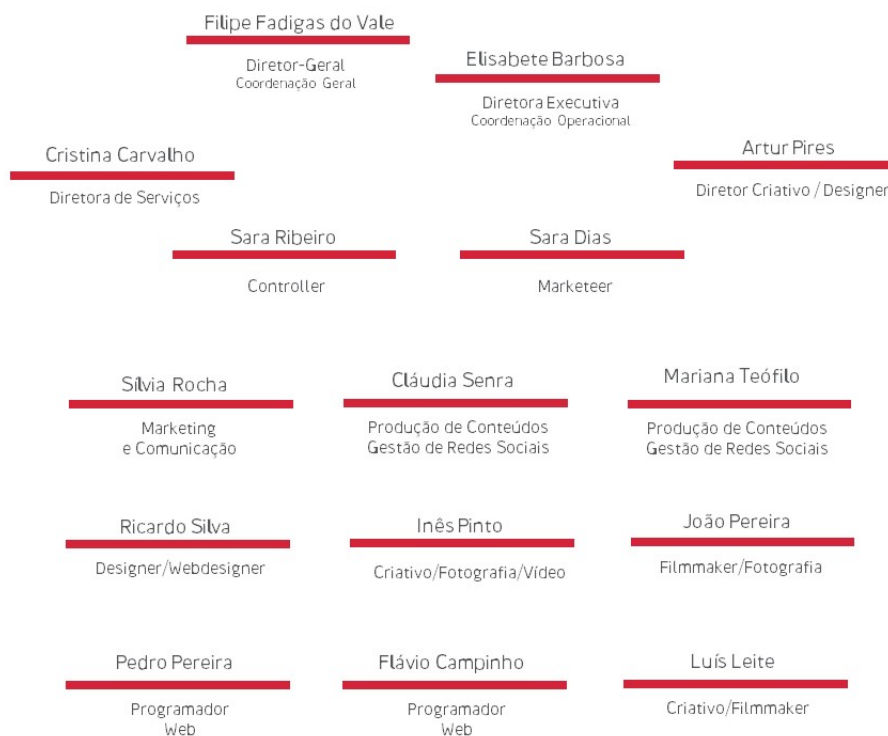 Filipe Fadigas do Vale
Diretor-Geral
Coordenação Geral
Elisabete Barbosa
Diretora Executiva
Coordenação Operacional
Cristina Carvalho
Diretora de Serviços
Artur Pires
Diretor Criativo / Designer
Sara Ribeiro
Controller
Sara Dias
Marketeer
Sílvia Rocha
Marketing
e Comunicação
Cláudia Senra
Produção de Conteúdos
Gestão de Redes Sociais
Mariana Teófilo
Produção de Conteúdos
Gestão de Redes Sociais
Ricardo Silva
Designer/Webdesigner
Inês Pinto
Criativo/Fotografia/Vídeo
João Pereira
Filmmaker/Fotografia
Pedro Pereira
Programador
Web
Flávio Campinho
Programador
Web
Luís Leite
Criativo/Filmmaker